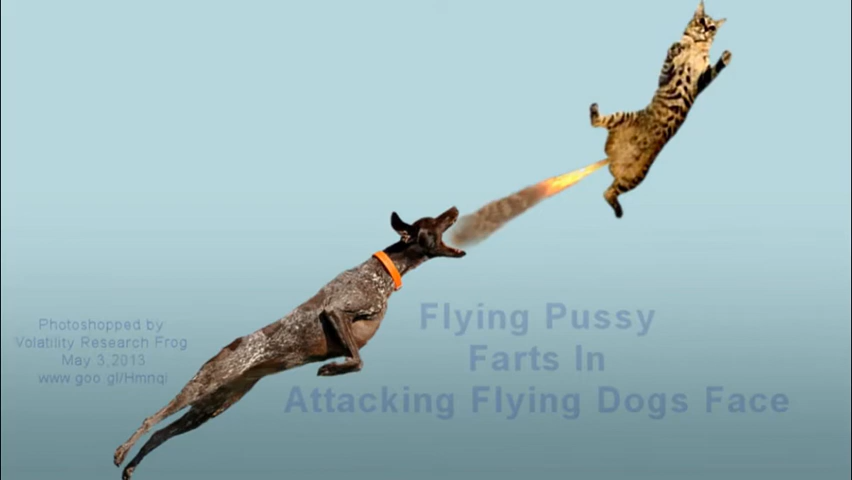 Photoshopped by
Volatility Research Frog
May 3,2013
www.goo.gl/Hmnqi
Flying Pussy
Farts In
Attacking Flying Dogs Face